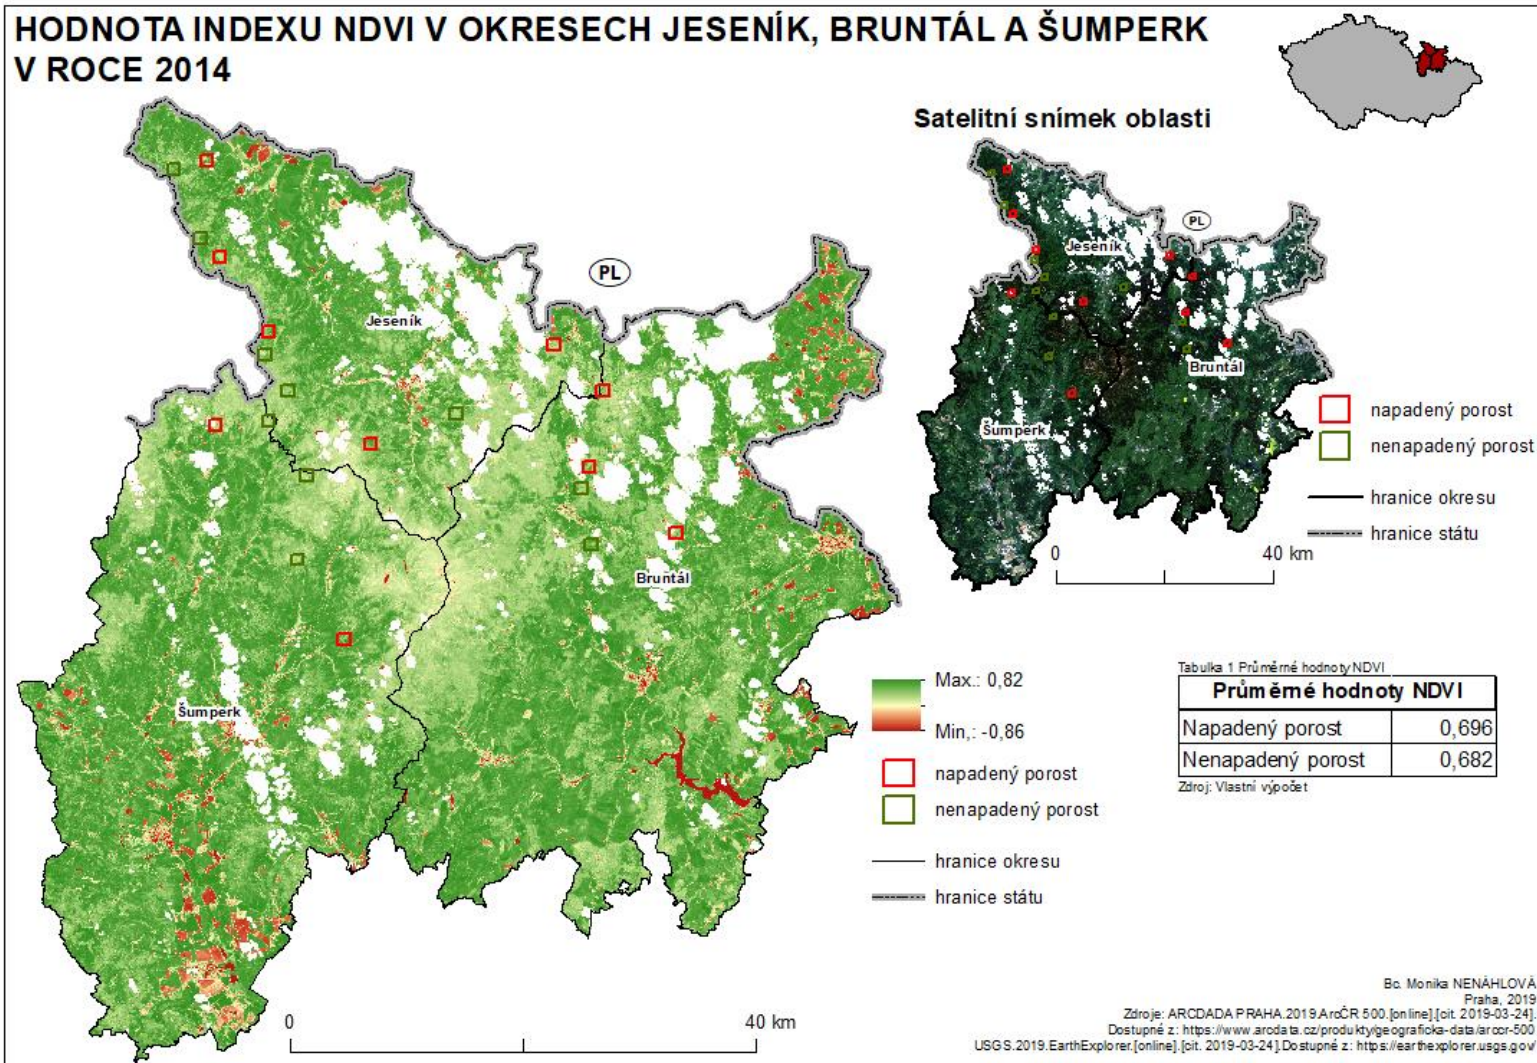 HODNOTA INDEXU NDVI V OKRESECH JESENÍK, BRUNTÁL A ŠUMPERK
V ROCE 2014
Satelitní snímek oblasti
PL
Jeseník
Bruntál
Šumperk
PL
Jeseník
Bruntál
Šumperk
napadený porost
nenapadený porost
hranice okresu
hranice státu
0 40 km
Max.: 0,82
Min,: -0,86
napadený porost
nenapadený porost
hranice okresu
hranice státu
Tabulka 1 Průměrné hodnoty NDVI
Průměrné hodnoty NDVI
Napadený porost 0,696
Nenapadený porost 0,682
Zdroj: Vlastní výpočet
0 40 km
Bc. Monika NENÁHLOVÁ
Praha, 2019
Zdroje: ARCDADA PRAHA.2019.ArcČR 500.[online].[cit. 2019-03-24].
Dostupné z: https://www.arcdata.cz/produkty/geograficka-data/arccr-500
USGS.2019.EarthExplorer.[online].[cit. 2019-03-24].Dostupné z: https://earthexplorer.usgs.gov/